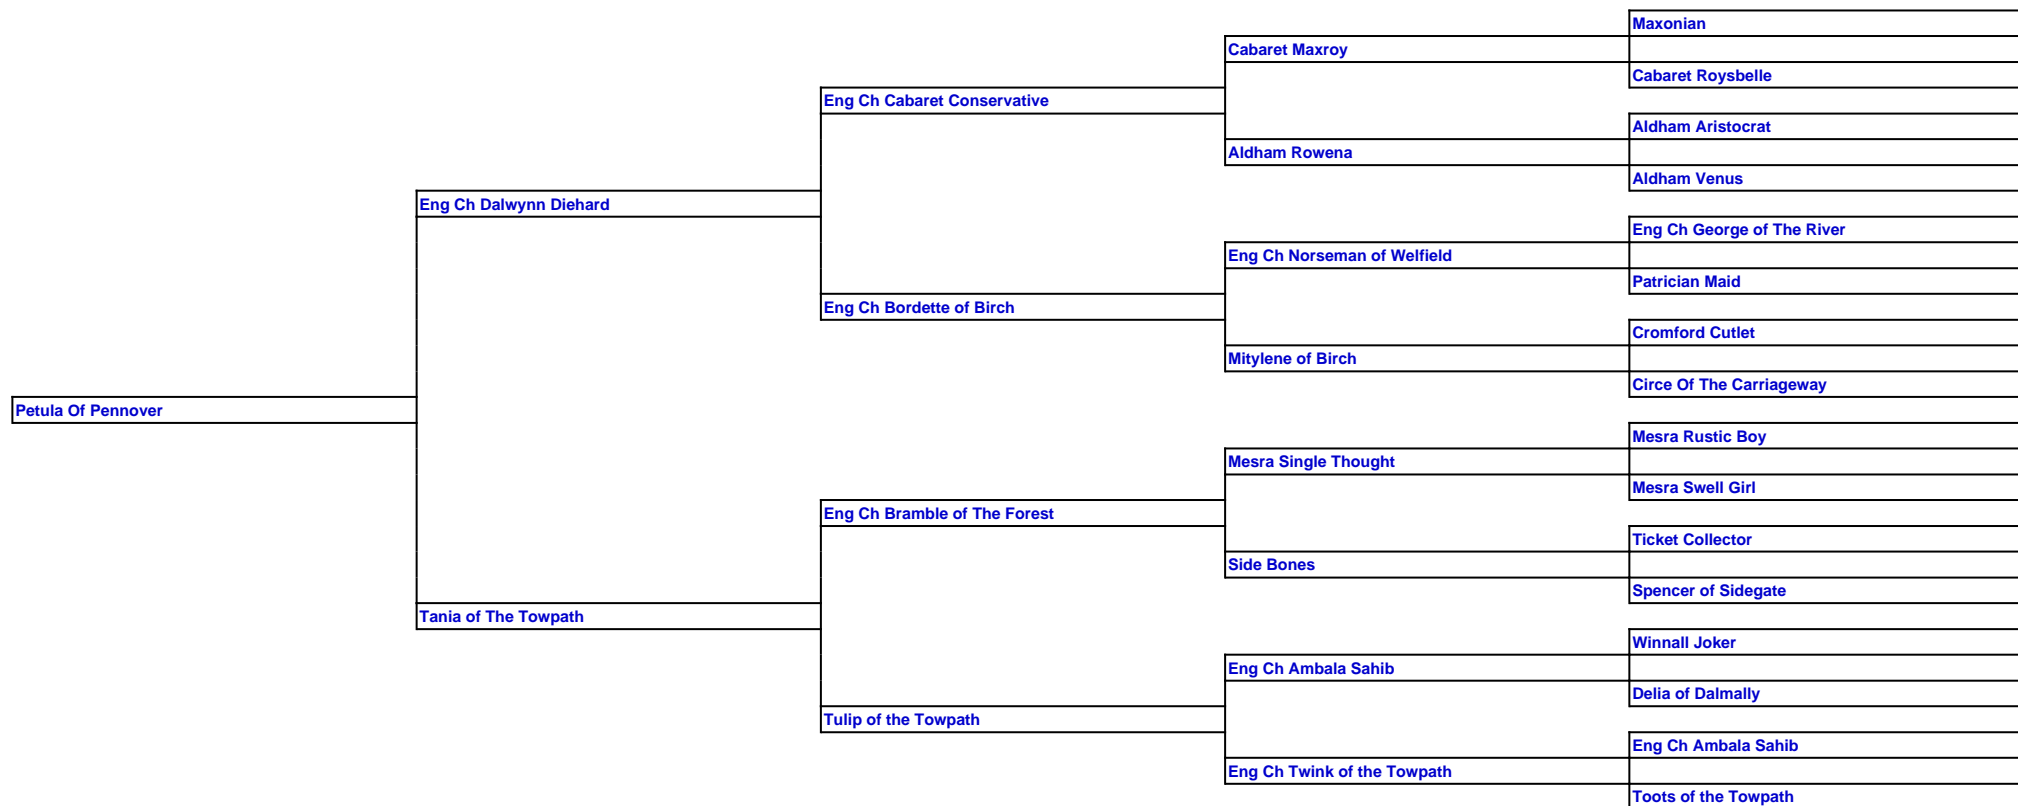 Maxonian
Cabaret Maxroy
Cabaret Roysbelle
Eng Ch Cabaret Conservative
Aldham Aristocrat
Aldham Rowena
Aldham Venus
Eng Ch Dalwynn Diehard
Eng Ch George of The River
Eng Ch Norseman of Welfield
Patrician Maid
Eng Ch Bordette of Birch
Cromford Cutlet
Mitylene of Birch
Circe Of The Carriageway
Petula Of Pennover
Mesra Rustic Boy
Mesra Single Thought
Mesra Swell Girl
Eng Ch Bramble of The Forest
Ticket Collector
Side Bones
Spencer of Sidegate
Tania of The Towpath
Winnall Joker
Eng Ch Ambala Sahib
Delia of Dalmally
Tulip of the Towpath
Eng Ch Ambala Sahib
Eng Ch Twink of the Towpath
Toots of the Towpath